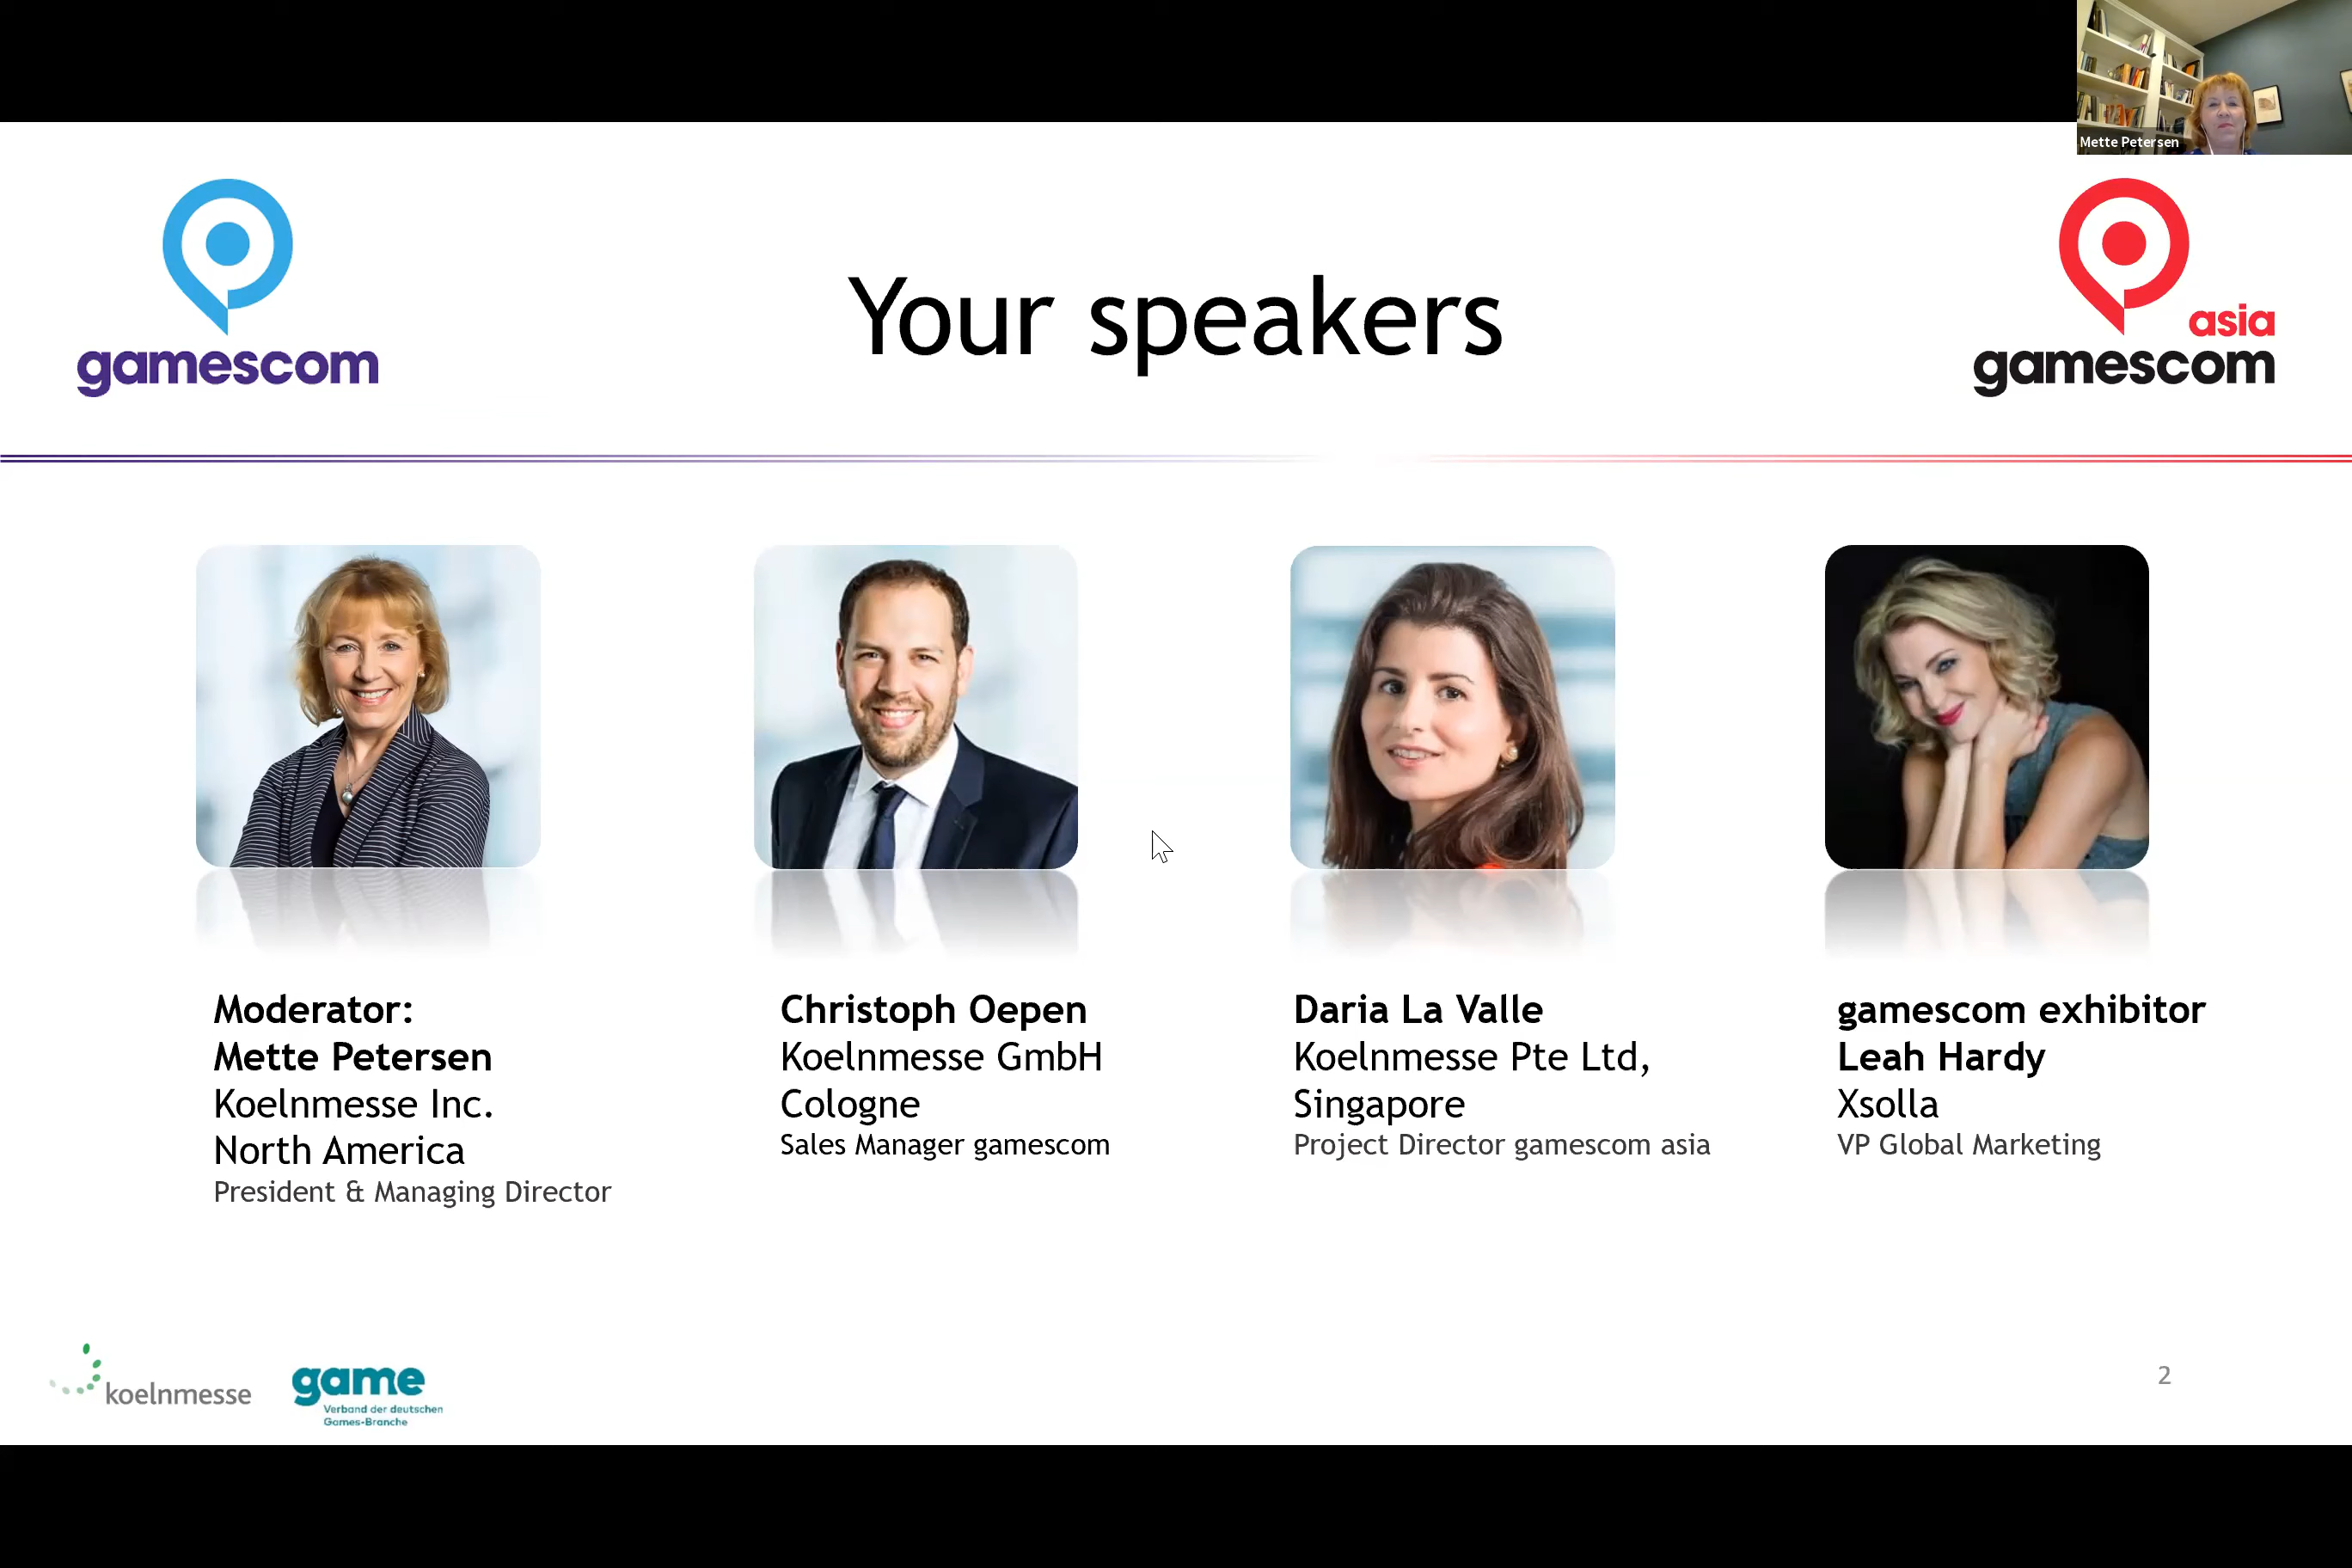 Mette Petersen
gamescom
Your speakers
asia
gamescom
Moderator:
Mette Petersen
Koelnmesse Inc.
North America
President & Managing Director
Christoph Oepen
Koelnmesse GmbH
Cologne
Sales Manager gamescom
Daria La Valle
Koelnmesse Pte Ltd,
Singapore
Project Director gamescom asia
gamescom exhibitor
Leah Hardy
Xsolla
VP Global Marketing
koelnmesse
game
Verband der deutschen
Games-Branche
2